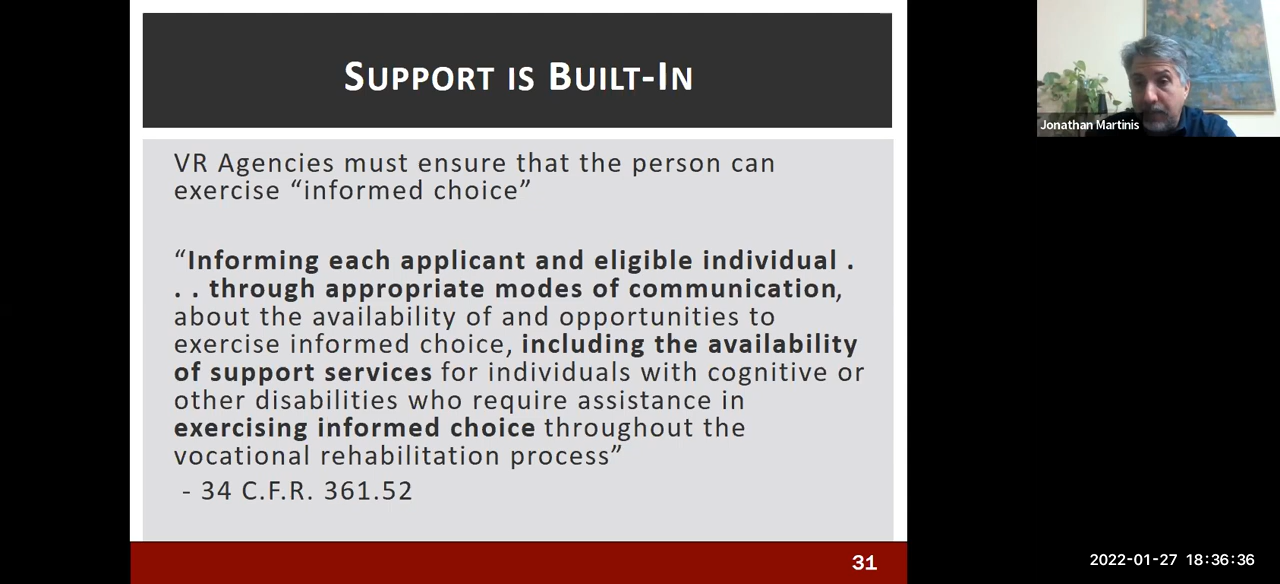 SUPPORT IS BUILT-IN
VR Agencies must ensure that the person can
exercise “informed choice”
“Informing each applicant and eligible individual .
. . through appropriate modes of communication,
about the availability of and opportunities to
exercise informed choice, including the availability
of support services for individuals with cognitive or
other disabilities who require assistance in
exercising informed choice throughout the
vocational rehabilitation process”
- 34 C.F.R. 361.52
31
Jonathan Martinis
2022-01-27 18:36:36